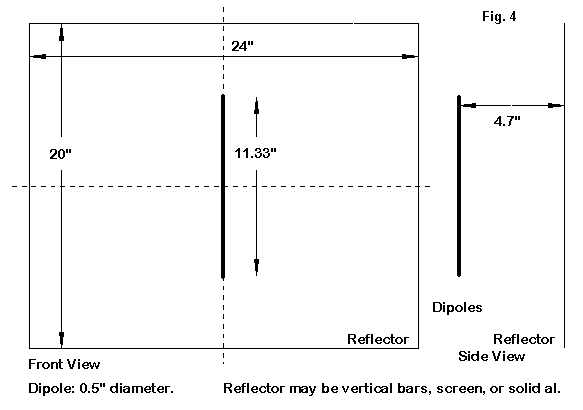 Fig. 4
24"
4.7"
20"
11.33"
Dipoles
Reflector
Reflector
Front View
Side View
Dipole: 0.5" diameter.
Reflector may be vertical bars, screen, or solid al.